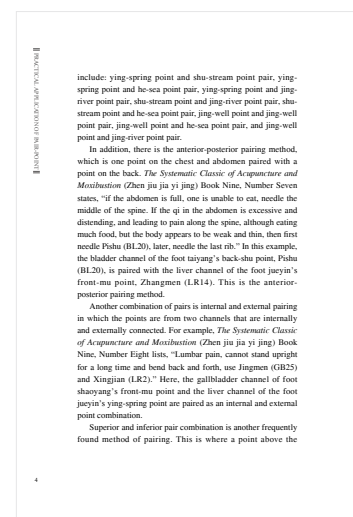 PRACTICAL APPLICATION OF PAIR-POINT
include: ying-spring point and shu-stream point pair, ying-
spring point and he-sea point pair, ying-spring point and jing-
river point pair, shu-stream point and jing-river point pair, shu-
stream point and he-sea point pair, jing-well point and jing-well
point pair, jing-well point and he-sea point pair, and jing-well
point and jing-river point pair.
In addition, there is the anterior-posterior pairing method,
which is one point on the chest and abdomen paired with a
point on the back. The Systematic Classic of Acupuncture and
Moxibustion (Zhen jiu jia yi jing) Book Nine, Number Seven
states, “if the abdomen is full, one is unable to eat, needle the
middle of the spine. If the qi in the abdomen is excessive and
distending, and leading to pain along the spine, although eating
much food, but the body appears to be weak and thin, then first
needle Pishu (BL20), later, needle the last rib.” In this example,
the bladder channel of the foot taiyang’s back-shu point, Pishu
(BL20), is paired with the liver channel of the foot jueyin’s
front-mu point, Zhangmen (LR14). This is the anterior-
posterior pairing method.
Another combination of pairs is internal and external pairing
in which the points are from two channels that are internally
and externally connected. For example, The Systematic Classic
of Acupuncture and Moxibustion (Zhen jiu jia yi jing) Book
Nine, Number Eight lists, “Lumbar pain, cannot stand upright
for a long time and bend back and forth, use Jingmen (GB25)
and Xingjian (LR2).” Here, the gallbladder channel of foot
shaoyang’s front-mu point and the liver channel of the foot
jueyin’s ying-spring point are paired as an internal and external
point combination.
Superior and inferior pair combination is another frequently
found method of pairing. This is where a point above the
4